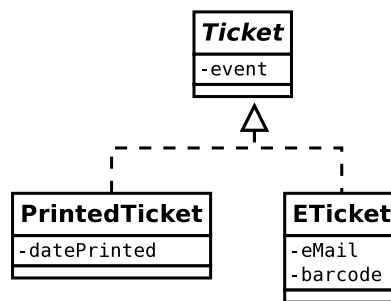 Ticket
-event
PrintedTicket
-datePrinted
ETicket
-eMail
-barcode